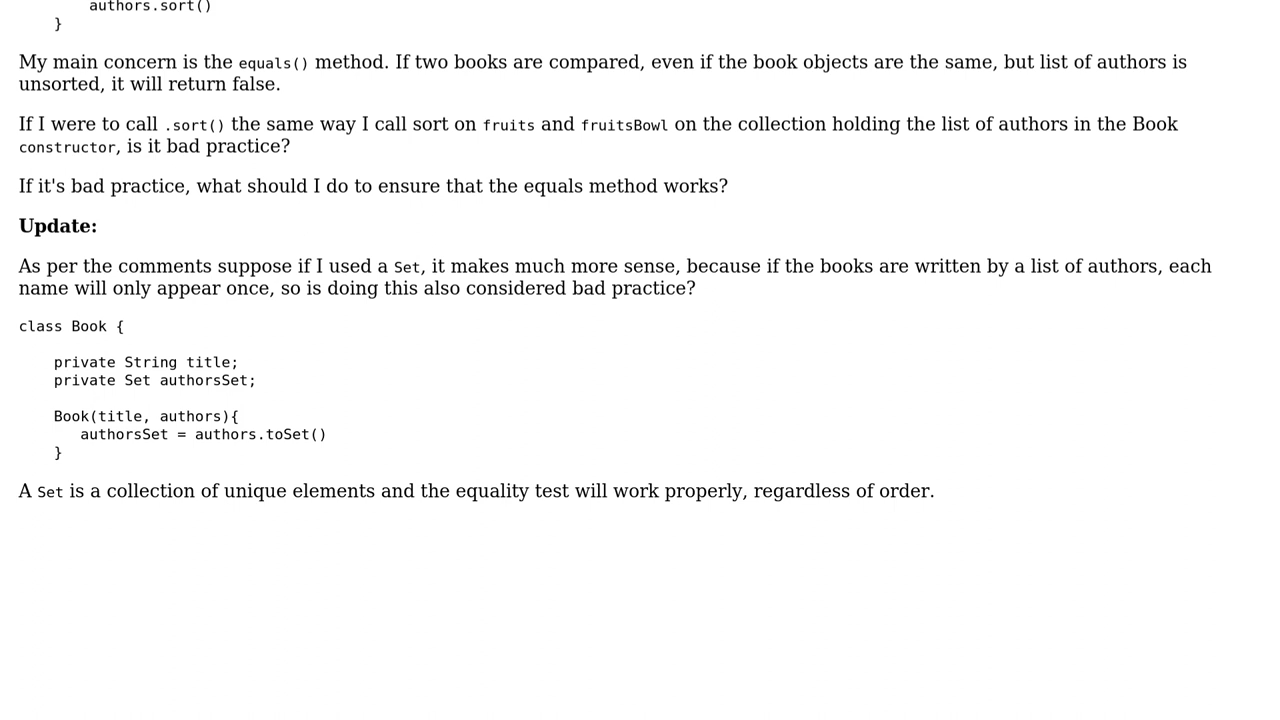 authors.sort()
}
My main concern is the equals() method. If two books are compared, even if the book objects are the same, but list of authors is
unsorted, it will return false.
If I were to call .sort() the same way I call sort on fruits and fruitsBowl on the collection holding the list of authors in the Book
constructor, is it bad practice?
If it's bad practice, what should I do to ensure that the equals method works?
Update:
As per the comments suppose if I used a Set, it makes much more sense, because if the books are written by a list of authors, each
name will only appear once, so is doing this also considered bad practice?
class Book {
private String title;
private Set authorsSet;
Book(title, authors){
authorsSet = authors.toSet()
}
A Set is a collection of unique elements and the equality test will work properly, regardless of order.